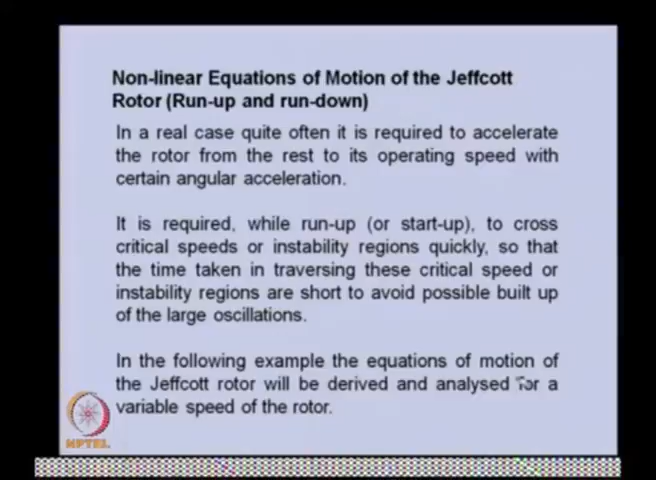 Non-linear Equations of Motion of the Jeffcott
Rotor (Run-up and run-down)
In a real case quite often it is required to accelerate
the rotor from the rest to its operating speed with
certain angular acceleration.
It is required, while run-up (or start-up), to cross
critical speeds or instability regions quickly, so that
the time taken in traversing these critical speed or
instability regions are short to avoid possible built up
of the large oscillations.
In the following example the equations of motion of
the Jeffcott rotor will be derived and analysed for a
variable speed of the rotor.
NPTEL